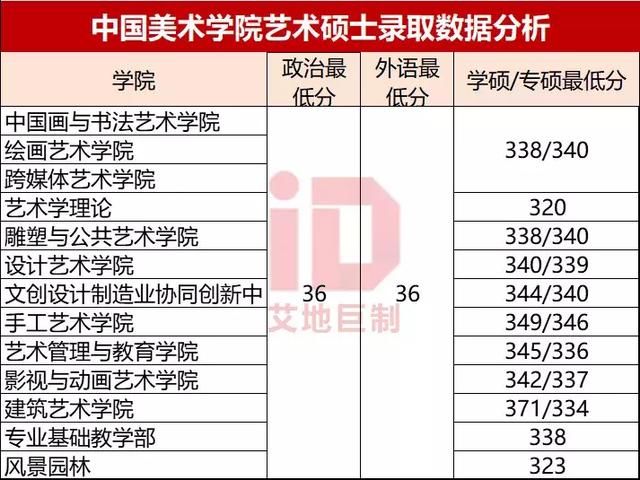 中国美术学院艺术硕士录取数据分析
学院 政治最低分 外语最低分 学硕/专硕最低分
中国画与书法艺术学院
绘画艺术学院 338/340
跨媒体艺术学院
艺术学理论 320
雕塑与公共艺术学院 338/340
设计艺术学院 340/339
文创设计制造业协同创新中 36 36 344/340
手工艺术学院 349/346
艺术管理与教育学院 345/336
影视与动画艺术学院 342/337
建筑艺术学院 371/334
专业基础教学部 338
风景园林 323
iD
艾地巨制